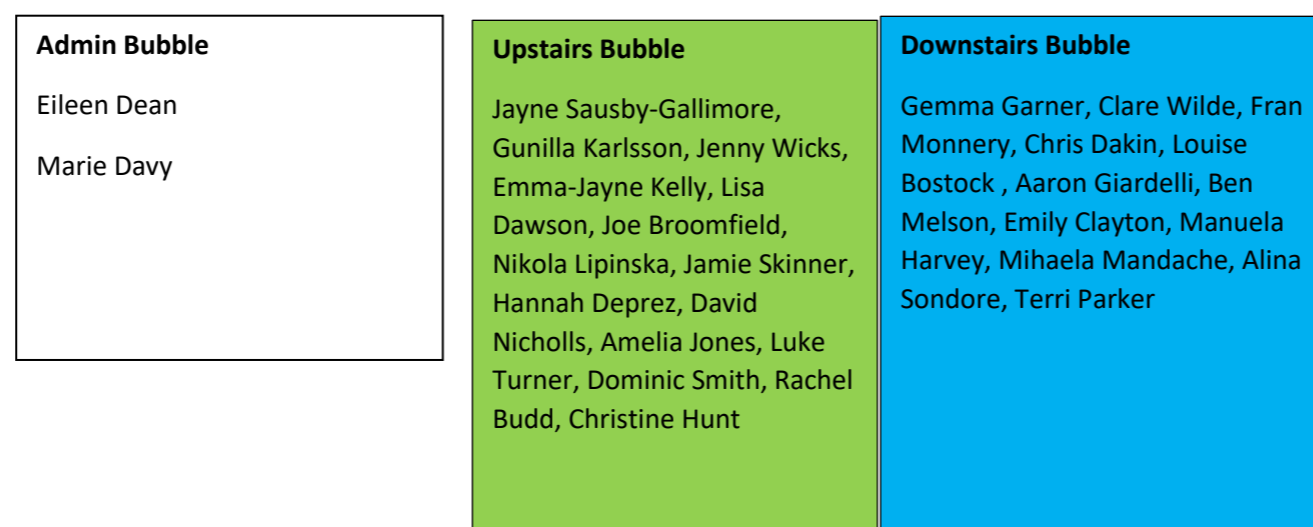 Admin Bubble
Eileen Dean
Marie Davy
Upstairs Bubble
Jayne Sausby-Gallimore,
Gunilla Karlsson, Jenny Wicks,
Emma-Jayne Kelly, Lisa
Dawson, Joe Broomfield,
Nikola Lipinska, Jamie Skinner,
Hannah Deprez, David
Nicholls, Amelia Jones, Luke
Turner, Dominic Smith, Rachel
Budd, Christine Hunt
Downstairs Bubble
Gemma Garner, Clare Wilde, Fran
Monnery, Chris Dakin, Louise
Bostock , Aaron Giardelli, Ben
Melson, Emily Clayton, Manuela
Harvey, Mihaela Mandache, Alina
Sondore, Terri Parker